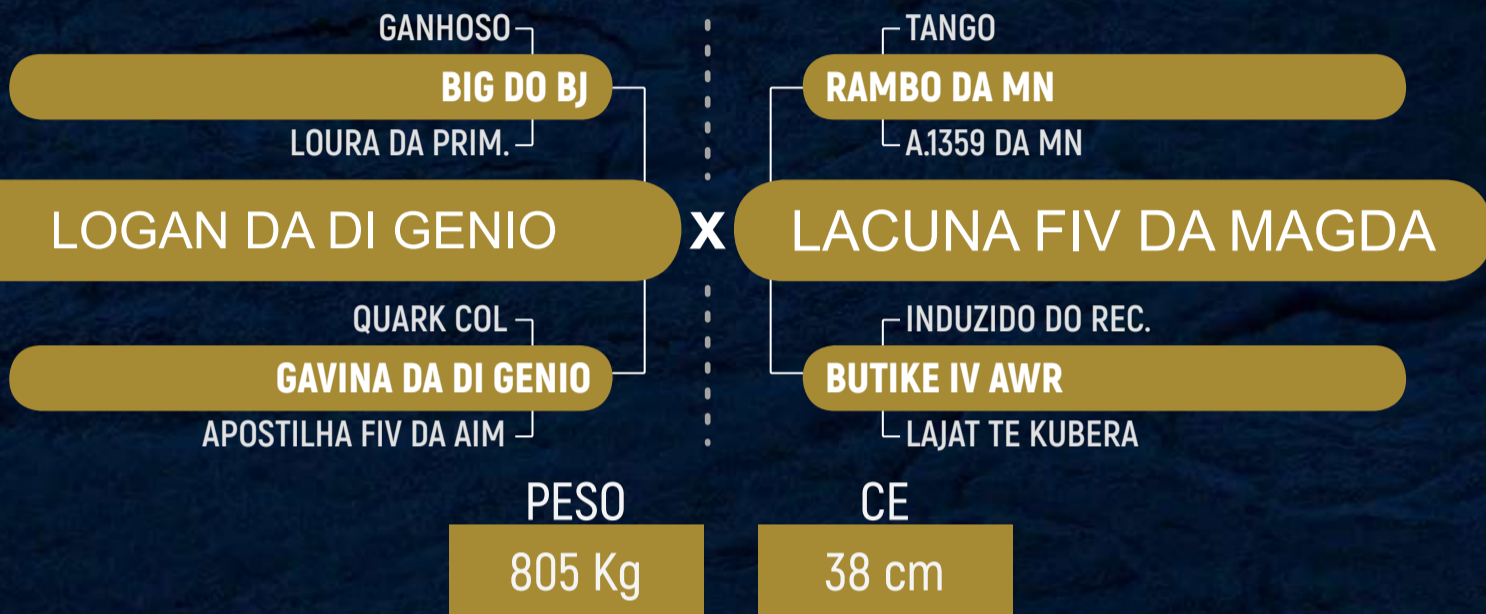 GANHOSO
TANGO
BIG DO BJ
RAMBO DA MN
LOURA DA PRIM.
A.1359 DA MN
LOGAN DA DI GENIO X LACUNA FIV DA MAGDA
QUARK COL
INDUZIDO DO REC.
GAVINA DA DI GENIO
BUTIKE IV AWR
APOSTILHA FIV DA AIM
LAJAT TE KUBERA
PESO
CE
805 Kg
38 cm